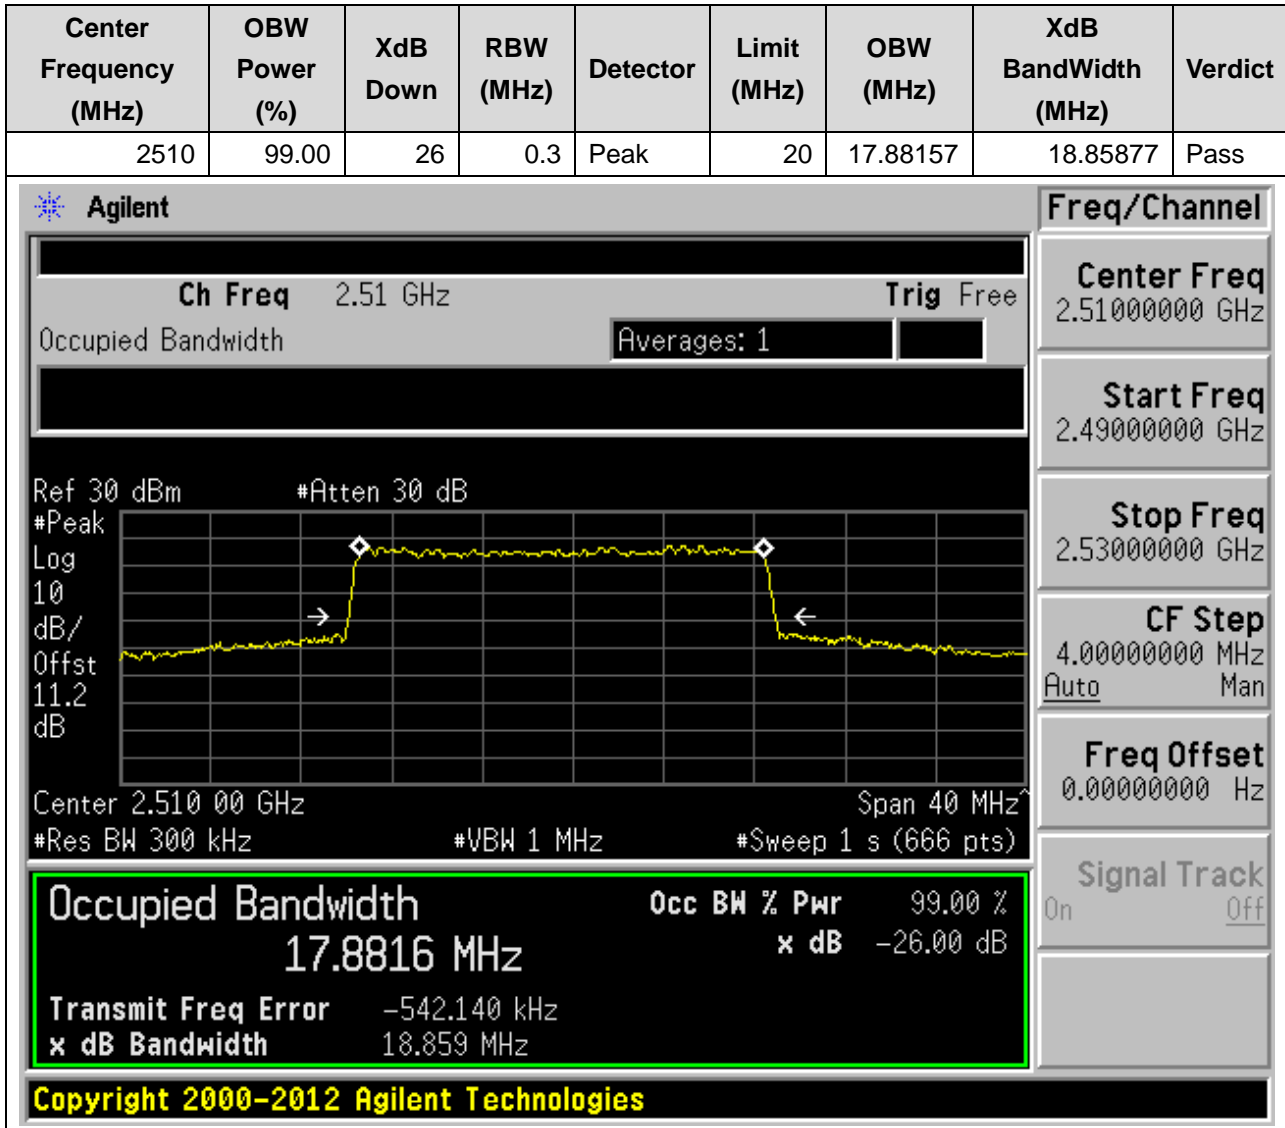 Center Frequency (MHz) OBW Power (%) XdB Down RBW (MHz) Detector Limit (MHz) OBW (MHz) XdB BandWidth (MHz) Verdict
2510 99.00 26 0.3 Peak 20 17.88157 18.85877 Pass
Agilent
Freq/Channel
Ch Freq 2.51 GHz Trig Free
Occupied Bandwidth Averages: 1
Center Freq
2.51000000 GHz
Start Freq
2.49000000 GHz
Stop Freq
2.53000000 GHz
CF Step
4.00000000 MHz
Auto Man
Freq Offset
0.00000000 Hz
Signal Track
On Off
Ref 30 dBm #Atten 30 dB
#Peak
Log
10
dB/
Offst
11.2
dB
Center 2.510 00 GHz Span 40 MHz^
#Res BW 300 kHz #VBW 1 MHz #Sweep 1 s (666 pts)
Occupied Bandwidth
17.8816 MHz
Occ BW % Pwr 99.00 %
x dB -26.00 dB
Transmit Freq Error -542.140 kHz
x dB Bandwidth 18.859 MHz
Copyright 2000-2012 Agilent Technologies